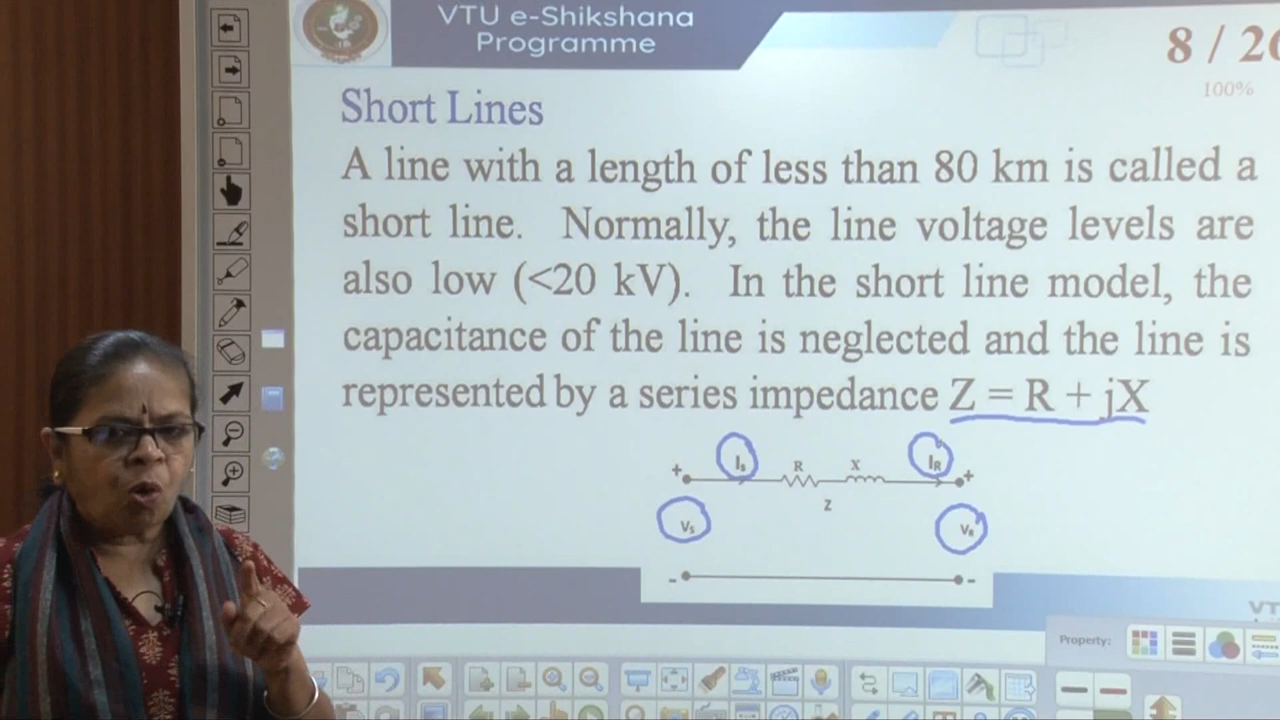 VTU e-Shikshana
Programme
8 / 26
100%
Short Lines
A line with a length of less than 80 km is called a
short line. Normally, the line voltage levels are
also low (<20 kV). In the short line model, the
capacitance of the line is neglected and the line is
represented by a series impedance Z = R + jX
+ Is R X IR +
Z
Vs VR
- -
VT
Property: